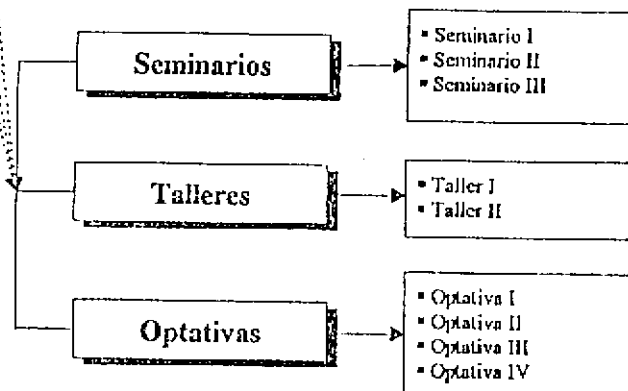 Seminarios
▪ Seminario I
▪ Seminario II
▪ Seminario III
Talleres
▪ Taller I
▪ Taller II
Optativas
▪ Optativa I
▪ Optativa II
▪ Optativa III
▪ Optativa IV